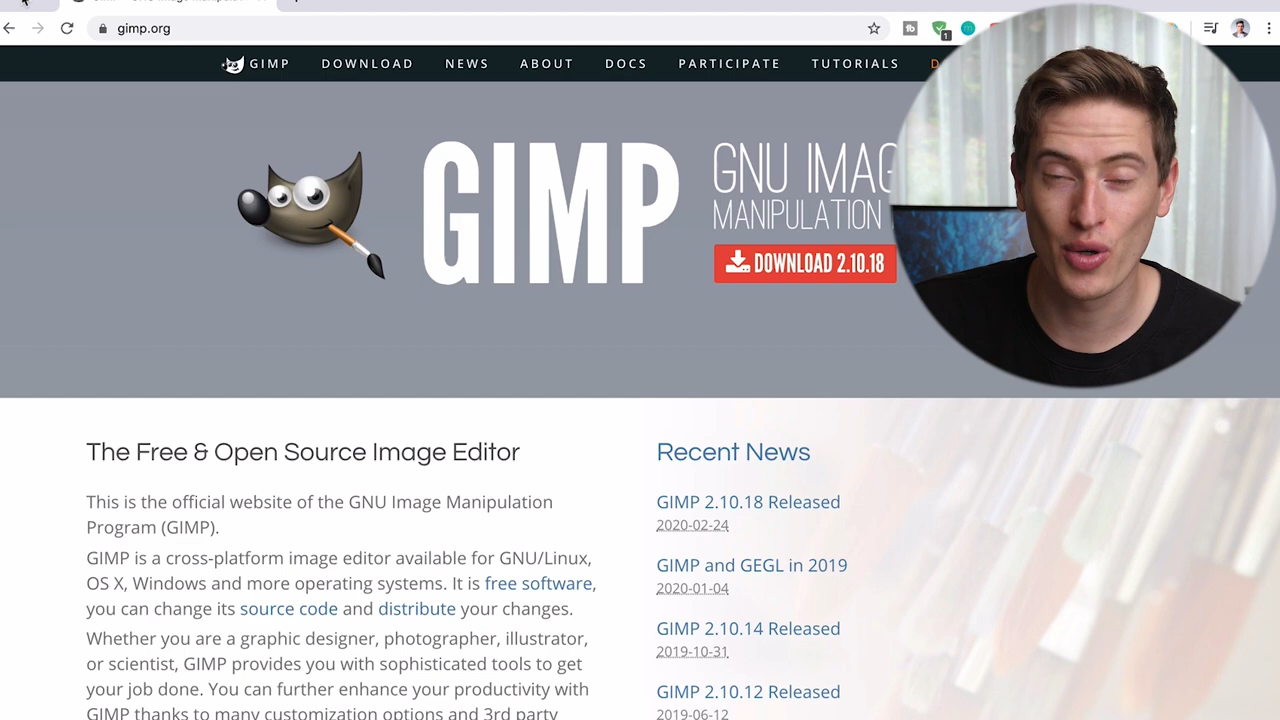 gimp.org
1
GIMP DOWNLOAD NEWS ABOUT DOCS PARTICIPATE TUTORIALS D
GIMP
GNU IMAG
MANIPULATION
DOWNLOAD 2.10.18
The Free & Open Source Image Editor
This is the official website of the GNU Image Manipulation
Program (GIMP).
GIMP is a cross-platform image editor available for GNU/Linux,
OS X, Windows and more operating systems. It is free software,
you can change its source code and distribute your changes.
Whether you are a graphic designer, photographer, illustrator,
or scientist, GIMP provides you with sophisticated tools to get
your job done. You can further enhance your productivity with
GIMP thanks to many customization options and 3rd party
Recent News
GIMP 2.10.18 Released
2020-02-24
GIMP and GEGL in 2019
2020-01-04
GIMP 2.10.14 Released
2019-10-31
GIMP 2.10.12 Released
2019-06-12